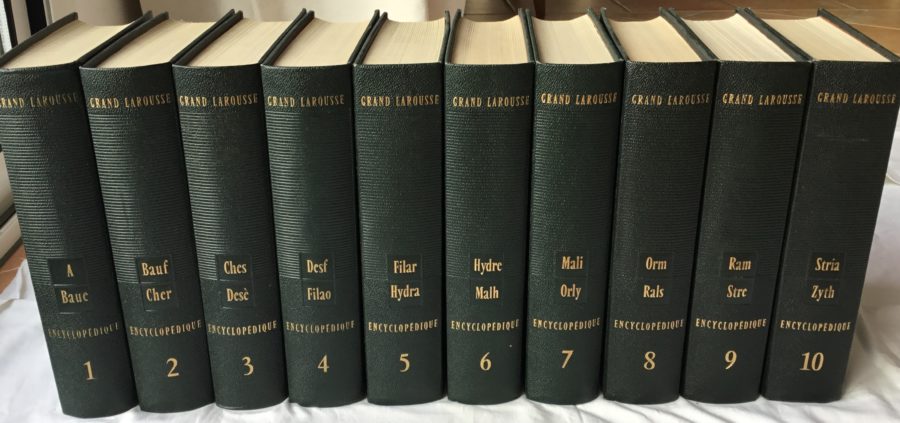 GRAND LAROUSSE
A
Baue
ENCYCLOPÉDIQUE
1
GRAND LAROUSSE
Bauf
Cher
ENCYCLOPÉDIQUE
2
GRAND LAROUSSE
Ches
Desè
ENCYCLOPÉDIQUE
3
GRAND LAROUSSE
Desf
Filao
ENCYCLOPÉDIQUE
4
GRAND LAROUSSE
Filar
Hydra
ENCYCLOPÉDIQUE
5
GRAND LAROUSSE
Hydre
Malh
ENCYCLOPÉDIQUE
6
GRAND LAROUSSE
Mali
Orly
ENCYCLOPÉDIQUE
7
GRAND LAROUSSE
Orm
Rals
ENCYCLOPÉDIQUE
8
GRAND LAROUSSE
Ram
Stre
ENCYCLOPÉDIQUE
9
GRAND LAROUSSE
Stria
Zyth
ENCYCLOPÉDIQUE
10